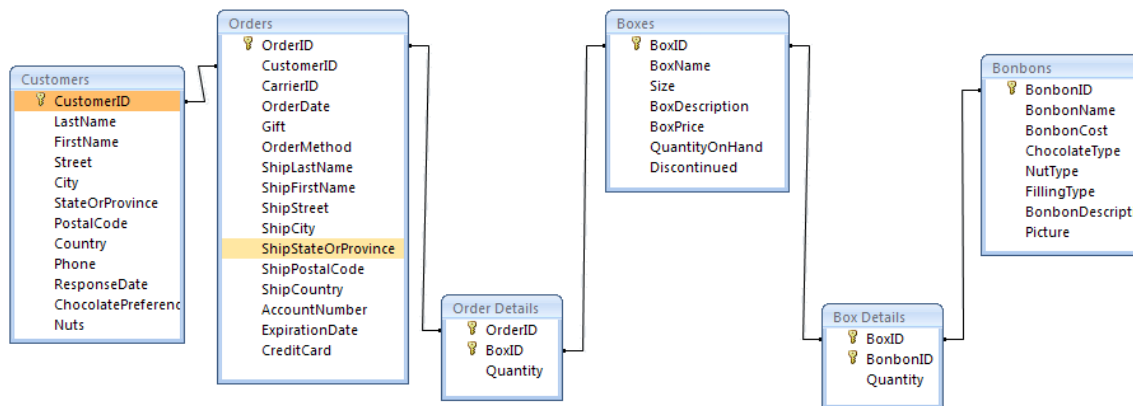 Customers
CustomerID
LastName
FirstName
Street
City
StateOrProvince
PostalCode
Country
Phone
ResponseDate
ChocolatePreferenc
Nuts
Orders
OrderID
CustomerID
CarrierID
OrderDate
Gift
OrderMethod
ShipLastName
ShipFirstName
ShipStreet
ShipCity
ShipStateOrProvince
ShipPostalCode
ShipCountry
AccountNumber
ExpirationDate
CreditCard
Order Details
OrderID
BoxID
Quantity
Boxes
BoxID
BoxName
Size
BoxDescription
BoxPrice
QuantityOnHand
Discontinued
Box Details
BoxID
BonbonID
Quantity
Bonbons
BonbonID
BonbonName
BonbonCost
ChocolateType
NutType
FillingType
BonbonDescript
Picture